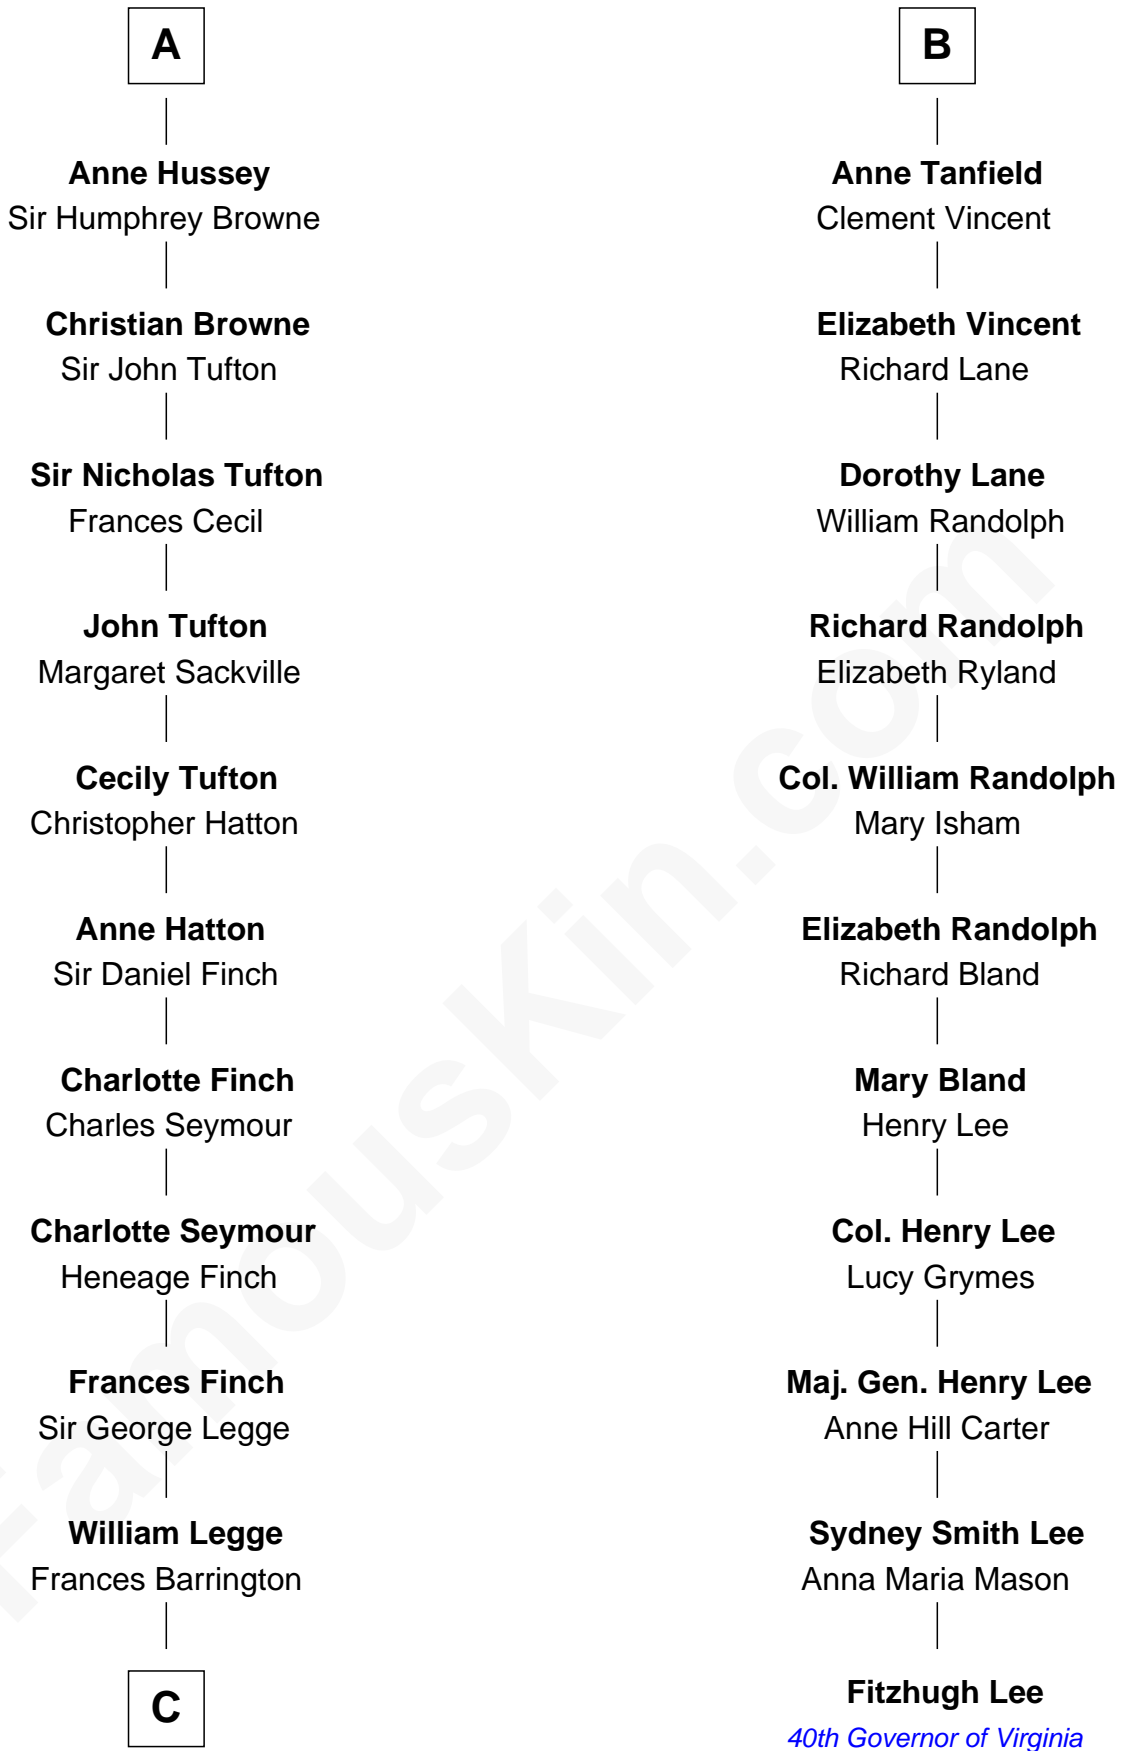 A
Anne Hussey
Sir Humphrey Browne
Christian Browne
Sir John Tufton
Sir Nicholas Tufton
Frances Cecil
John Tufton
Margaret Sackville
Cecily Tufton
Christopher Hatton
Anne Hatton
Sir Daniel Finch
Charlotte Finch
Charles Seymour
Charlotte Seymour
Heneage Finch
Frances Finch
Sir George Legge
William Legge
Frances Barrington
C
B
Anne Tanfield
Clement Vincent
Elizabeth Vincent
Richard Lane
Dorothy Lane
William Randolph
Richard Randolph
Elizabeth Ryland
Col. William Randolph
Mary Isham
Elizabeth Randolph
Richard Bland
Mary Bland
Henry Lee
Col. Henry Lee
Lucy Grymes
Maj. Gen. Henry Lee
Anne Hill Carter
Sydney Smith Lee
Anna Maria Mason
Fitzhugh Lee
40th Governor of Virginia
FamousKin.com